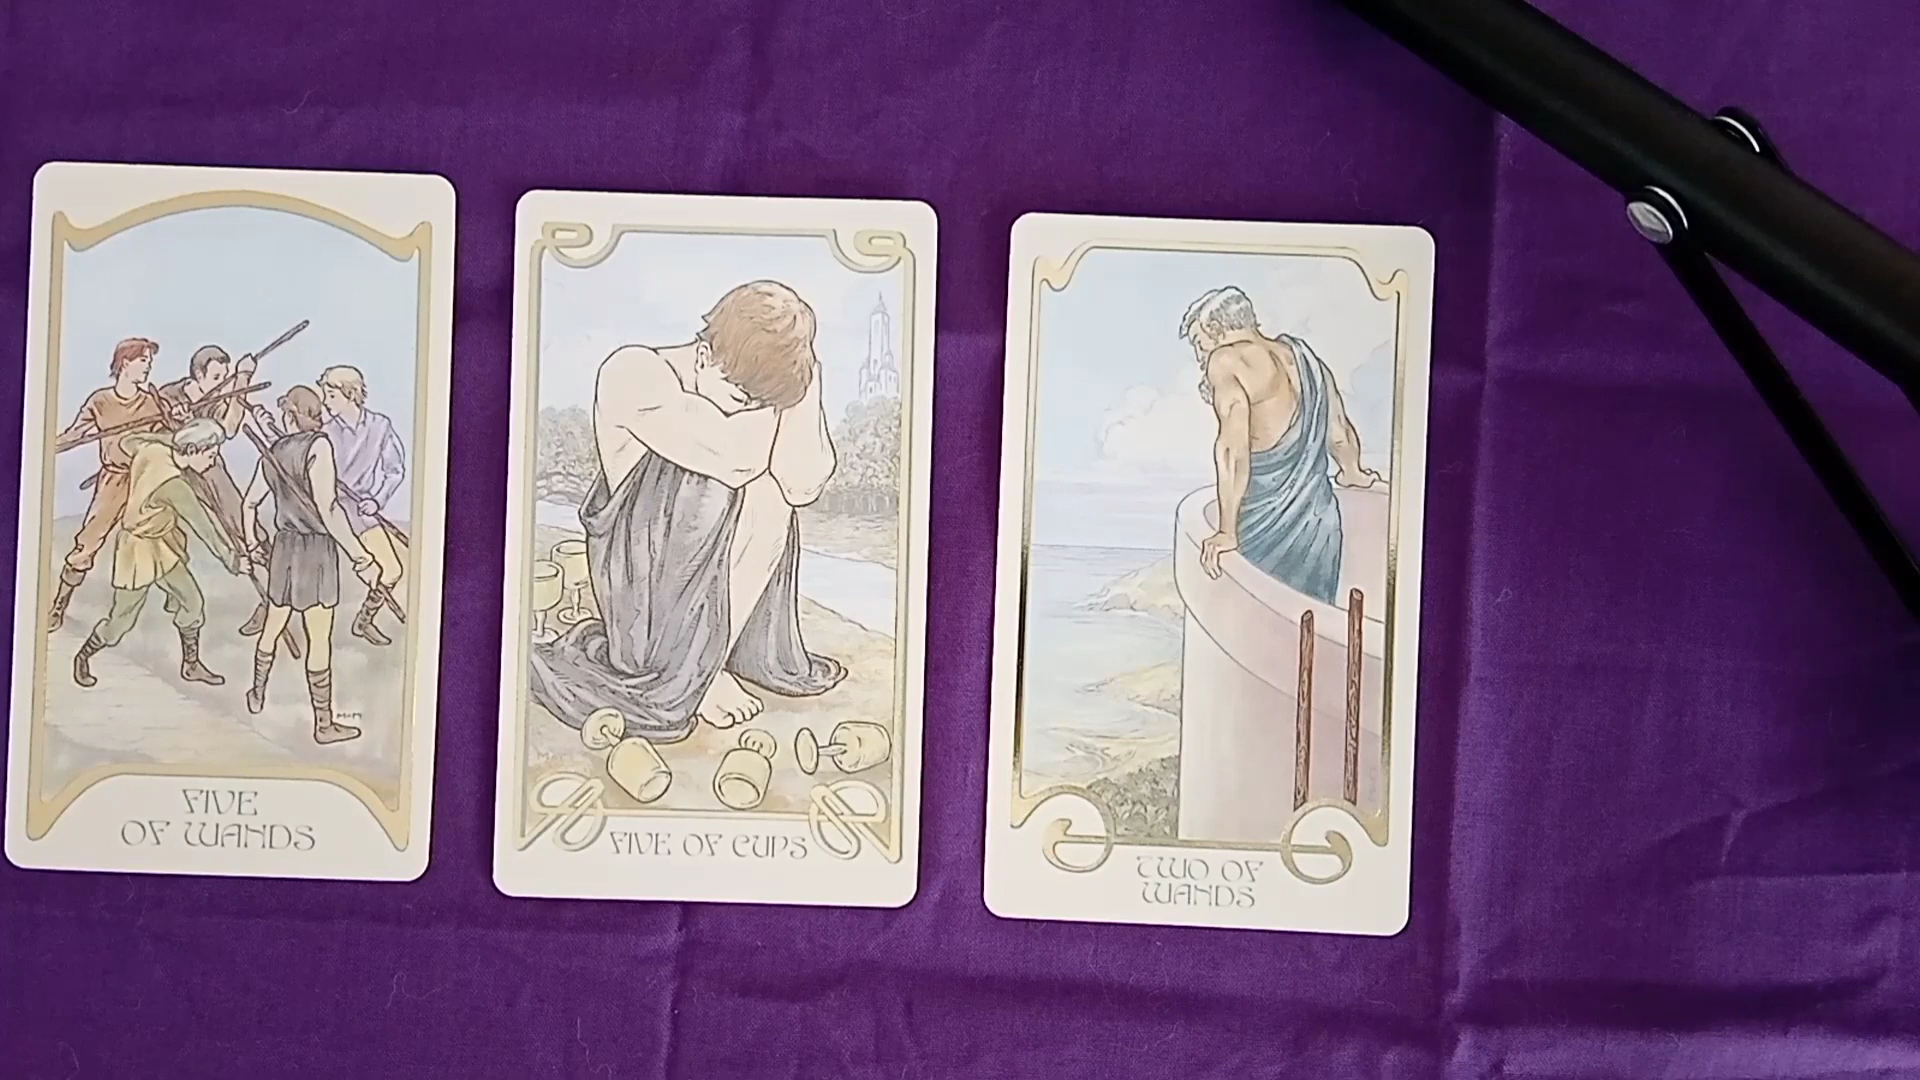 FIVE
OF WANDS
FIVE OF CUPS
TWO OF
WANDS